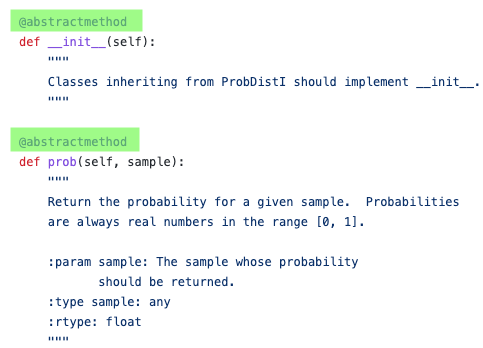 @abstractmethod
def __init__(self):
    """
    Classes inheriting from ProbDistI should implement __init__.
    """
@abstractmethod
def prob(self, sample):
    """
    Return the probability for a given sample.  Probabilities
    are always real numbers in the range [0, 1].
    :param sample: The sample whose probability
           should be returned.
    :type sample: any
    :rtype: float
    """